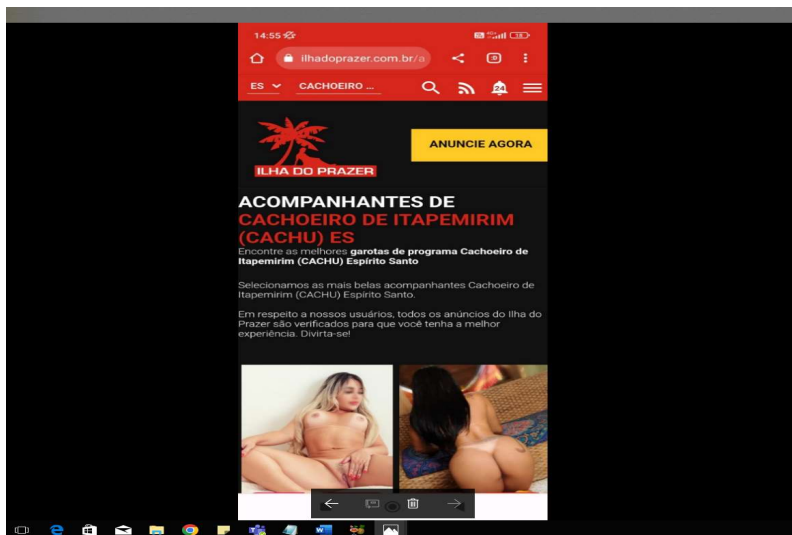 14:55
ilhadoprazer.com.br/a
ES CACHOEIRO ... 24
ILHA DO PRAZER
ANUNCIE AGORA
ACOMPANHANTES DE
CACHOEIRO DE ITAPEMIRIM
(CACHU) ES
Encontre as melhores garotas de programa Cachoeiro de
Itapemirim (CACHU) Espírito Santo
Selecionamos as mais belas acompanhantes Cachoeiro de
Itapemirim (CACHU) Espírito Santo.
Em respeito a nossos usuários, todos os anúncios do Ilha do
Prazer são verificados para que você tenha a melhor
experiência. Divirta-se!